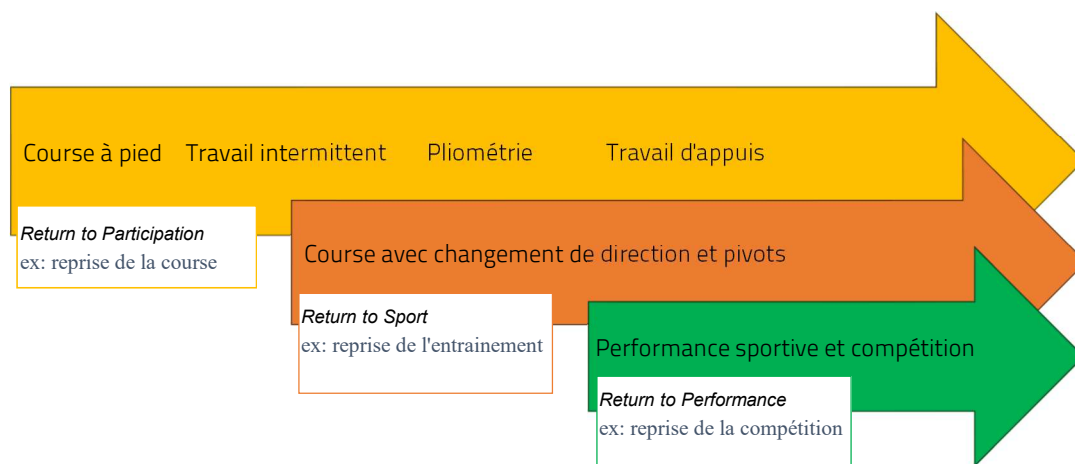 Course à pied Travail intermittent Pliométrie Travail d'appuis
Return to Participation
ex: reprise de la course
Course avec changement de direction et pivots
Return to Sport
ex: reprise de l'entrainement
Performance sportive et compétition
Return to Performance
ex: reprise de la compétition